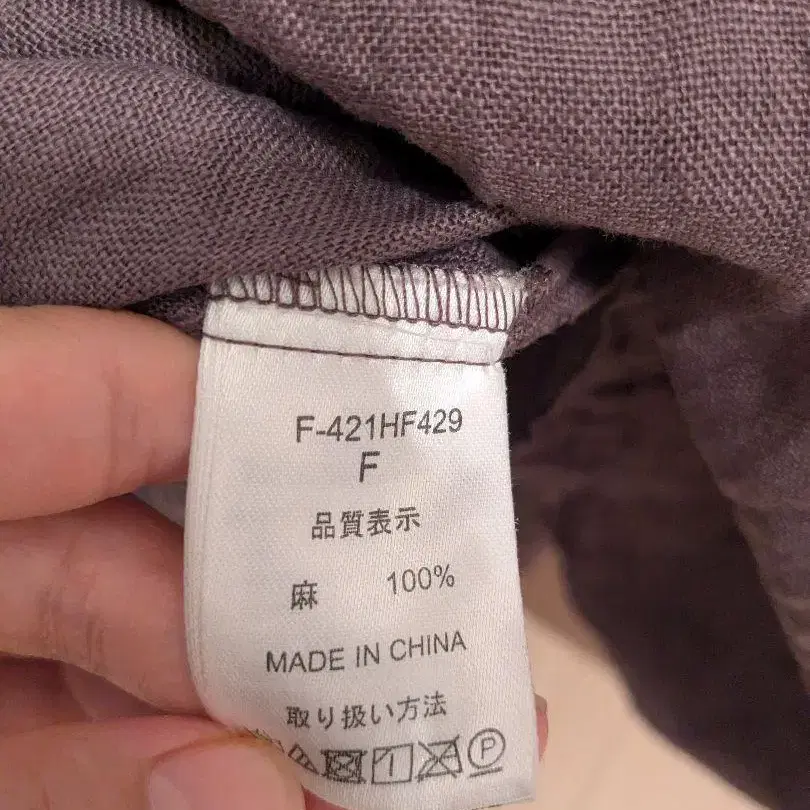 F-421HF429
F
品質表示
麻 100%
MADE IN CHINA
取り扱い方法
P